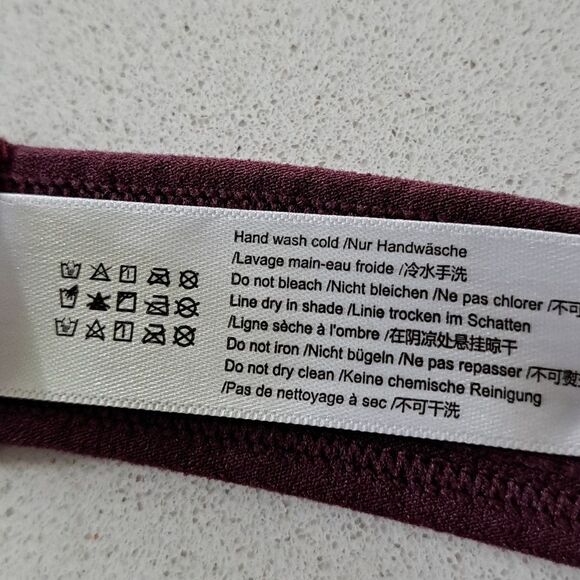 Hand wash cold /Nur Handwäsche
/Lavage main-eau froide /冷水手洗
Do not bleach /Nicht bleichen /Ne pas chlorer /不可
Line dry in shade /Linie trocken im Schatten
/Ligne sèche à l'ombre /在阴凉处悬挂晾干
Do not iron /Nicht bügeln /Ne pas repasser /不可熨
Do not dry clean /Keine chemische Reinigung
/Pas de nettoyage à sec /不可干洗